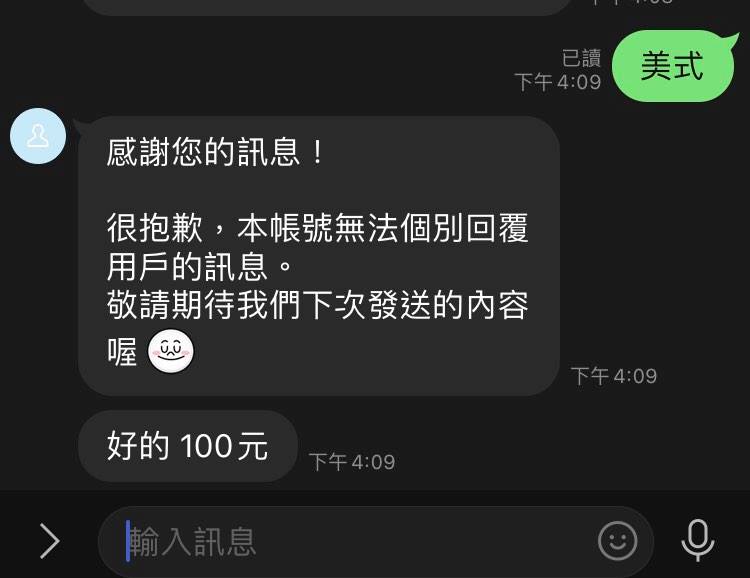 已讀
下午 4:09
美式
感謝您的訊息！
很抱歉，本帳號無法個別回覆
用戶的訊息。
敬請期待我們下次發送的內容
喔
下午 4:09
好的 100元
下午 4:09
輸入訊息